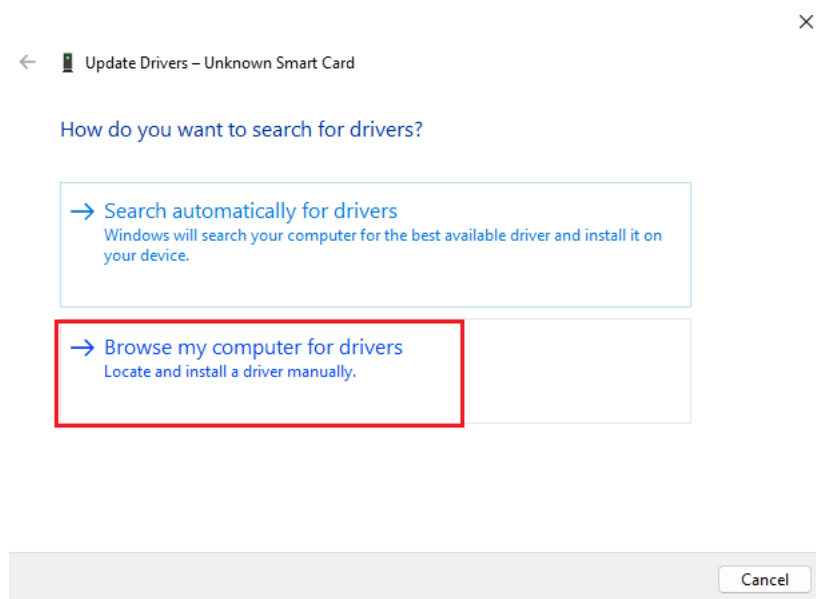 Update Drivers – Unknown Smart Card
How do you want to search for drivers?
Search automatically for drivers
Windows will search your computer for the best available driver and install it on
your device.
Browse my computer for drivers
Locate and install a driver manually.
Cancel